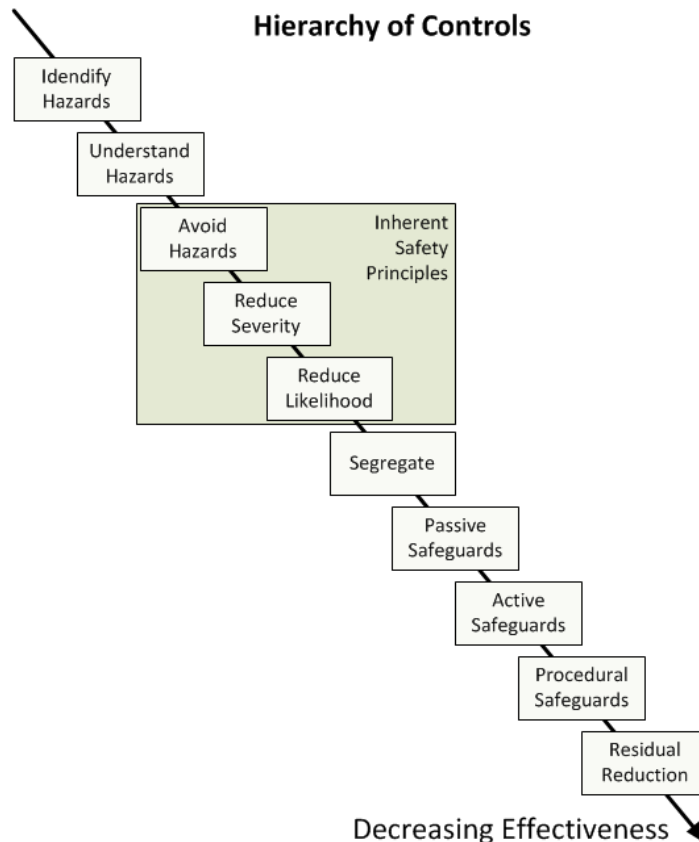 Hierarchy of Controls
Idendify
Hazards
Understand
Hazards
Avoid
Hazards
Inherent
Safety
Principles
Reduce
Severity
Reduce
Likelihood
Segregate
Passive
Safeguards
Active
Safeguards
Procedural
Safeguards
Residual
Reduction
Decreasing Effectiveness